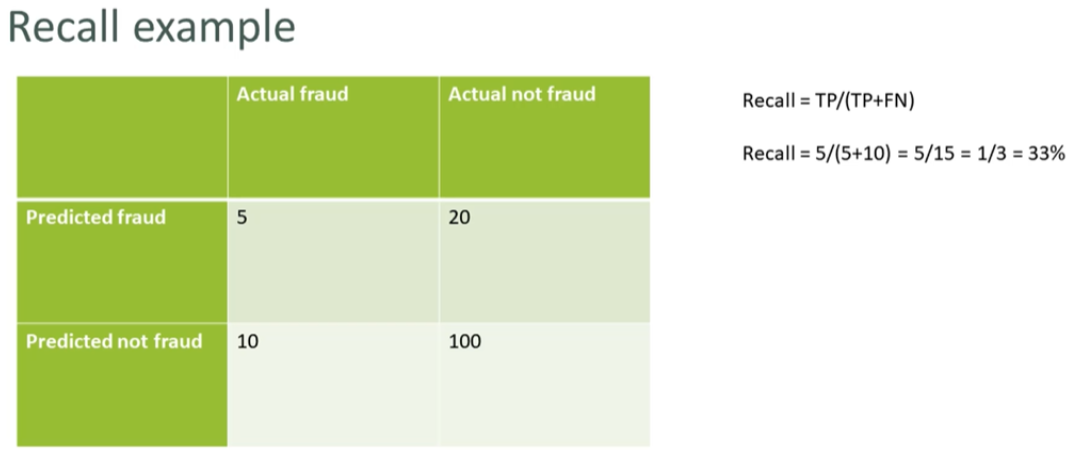 Recall example
Actual fraud
Actual not fraud
Predicted fraud
5
20
Predicted not fraud
10
100
Recall = TP/(TP+FN)
Recall = 5/(5+10) = 5/15 = 1/3 = 33%